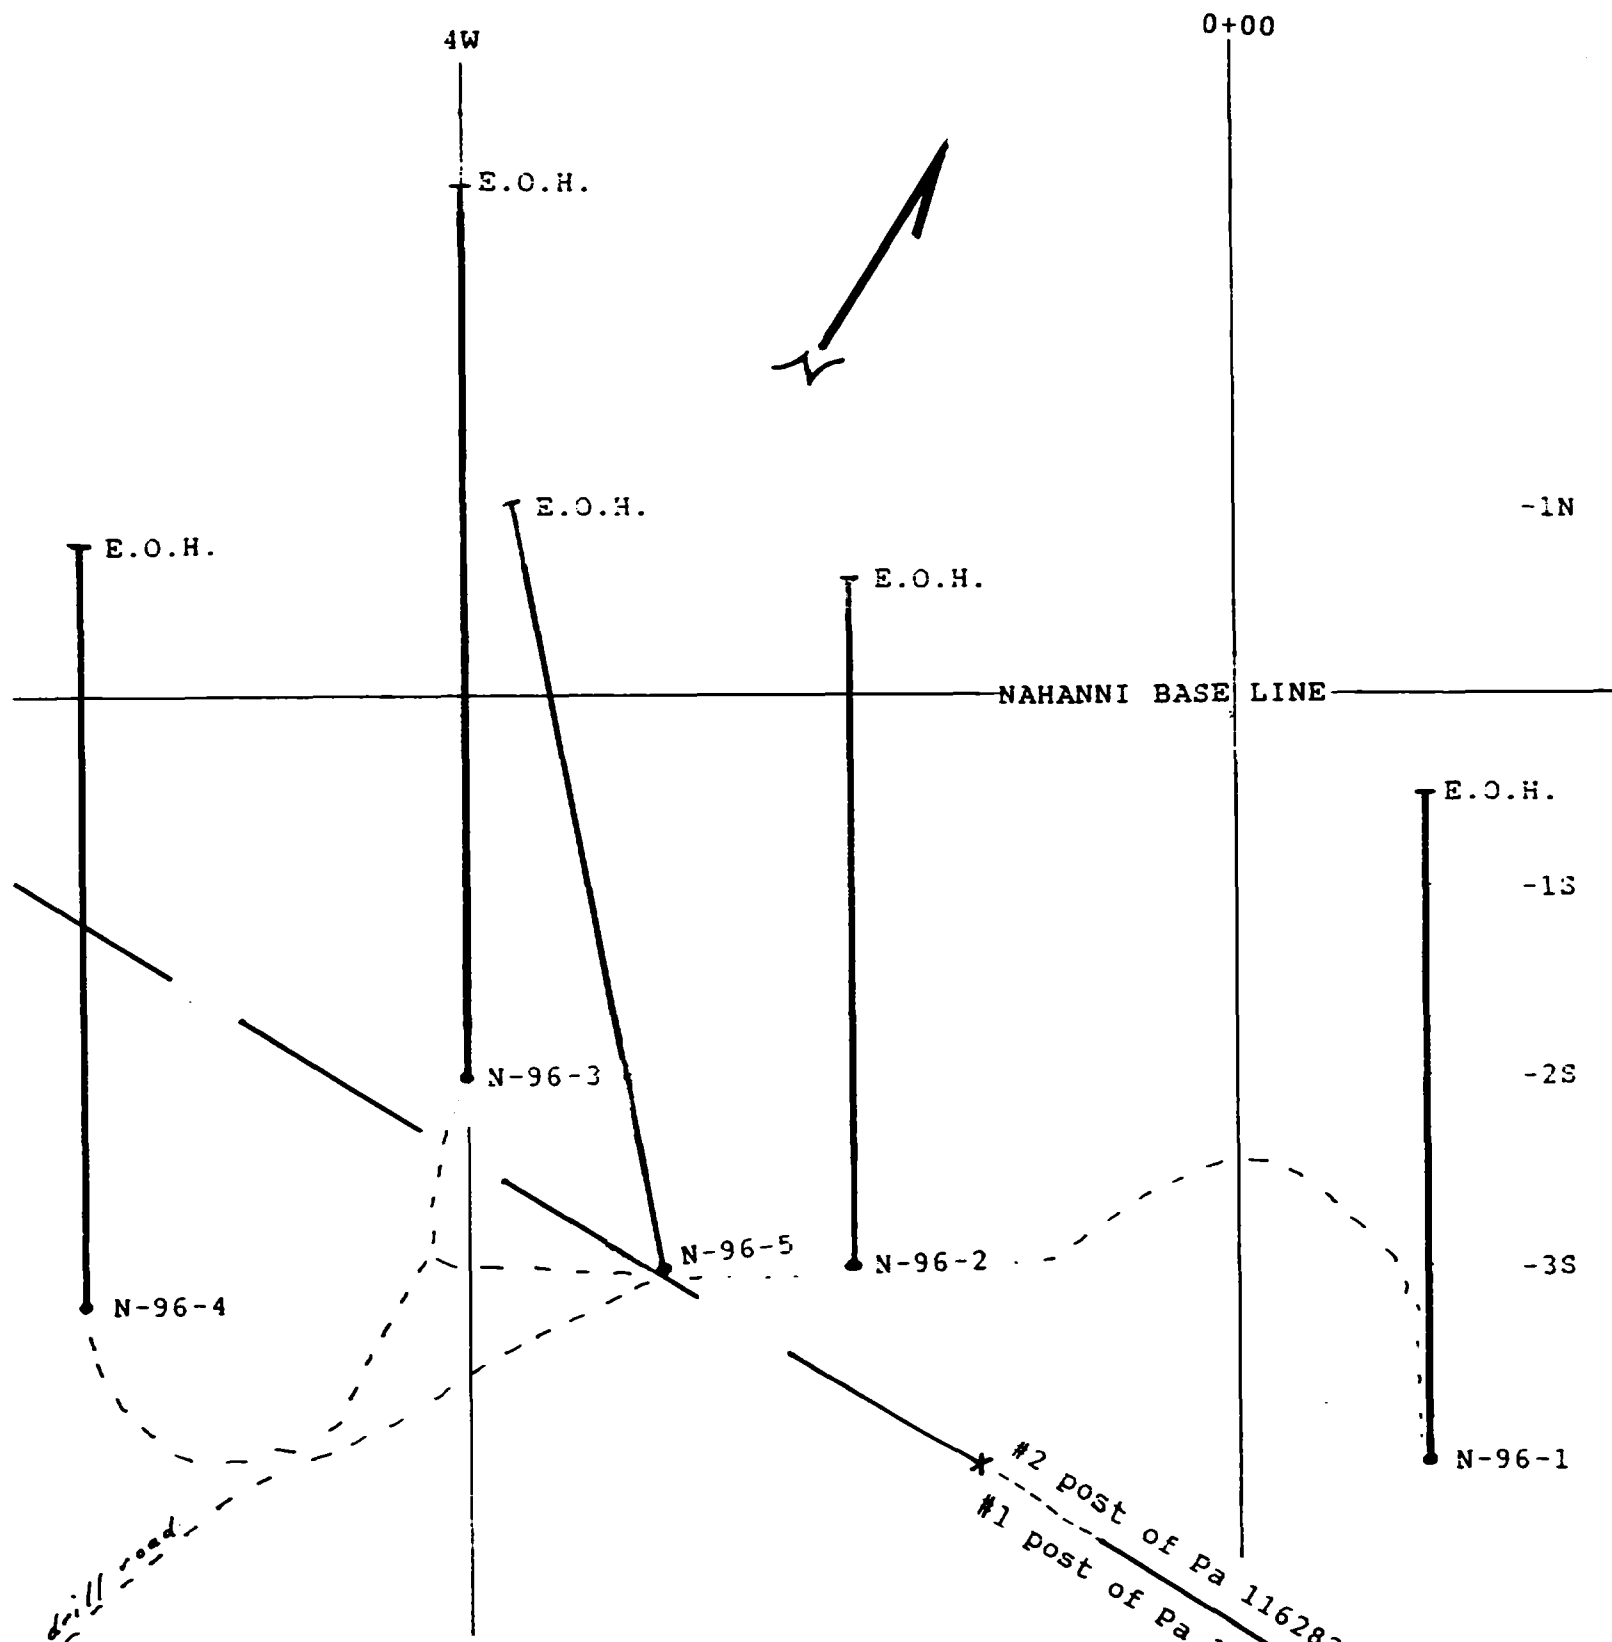 4W
0+00
E.O.H.
E.O.H.
-1N
E.O.H.
E.O.H.
NAHANNI BASE LINE
E.O.H.
-1S
N-96-3
-2S
N-96-5
N-96-2
-3S
N-96-4
N-96-1
#2 post of Pa 116283
#1 post of Pa
drill road
N